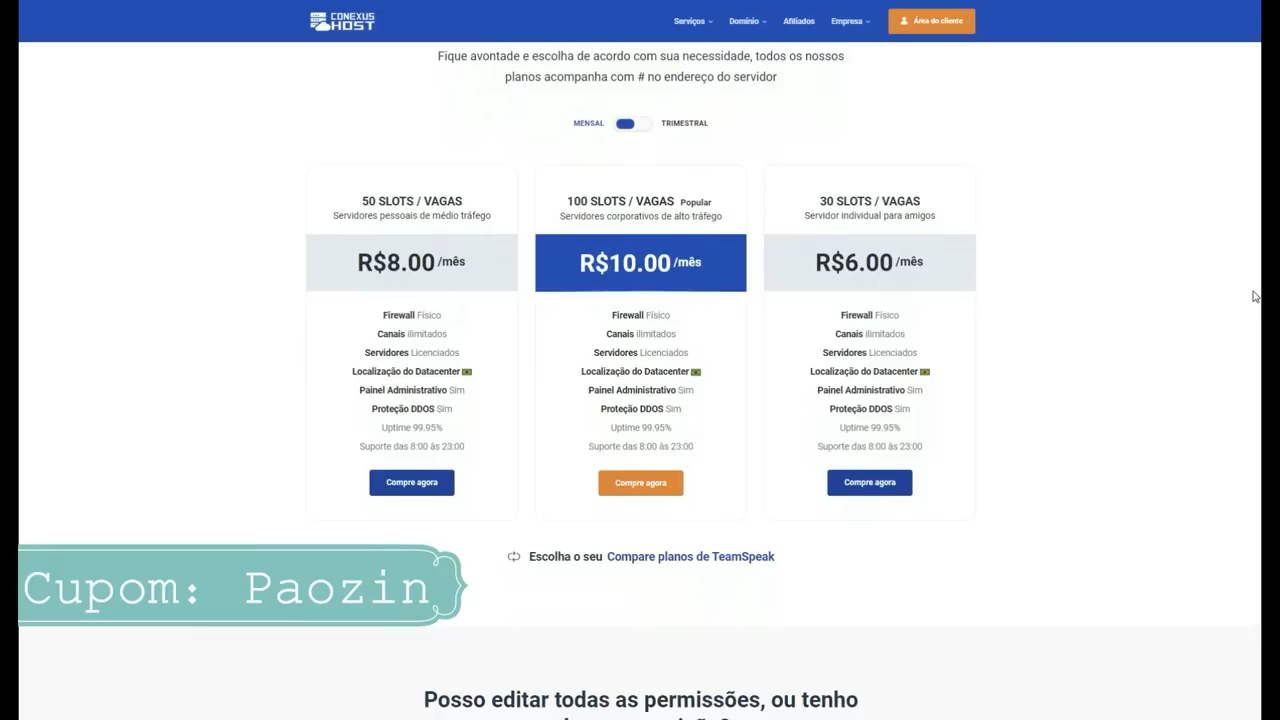 CONEXUS
HOST
Serviços
Domínio
Afiliados
Empresa
Área do cliente
Fique avontade e escolha de acordo com sua necessidade, todos os nossos
planos acompanha com # no endereço do servidor
MENSAL
TRIMESTRAL
50 SLOTS / VAGAS
Servidores pessoais de médio tráfego
R$8.00 /mês
Firewall Físico
Canais ilimitados
Servidores Licenciados
Localização do Datacenter
Painel Administrativo Sim
Proteção DDOS Sim
Uptime 99.95%
Suporte das 8:00 às 23:00
Compre agora
100 SLOTS / VAGAS Popular
Servidores corporativos de alto tráfego
R$10.00 /mês
Firewall Físico
Canais ilimitados
Servidores Licenciados
Localização do Datacenter
Painel Administrativo Sim
Proteção DDOS Sim
Uptime 99.95%
Suporte das 8:00 às 23:00
Compre agora
30 SLOTS / VAGAS
Servidor individual para amigos
R$6.00 /mês
Firewall Físico
Canais ilimitados
Servidores Licenciados
Localização do Datacenter
Painel Administrativo Sim
Proteção DDOS Sim
Uptime 99.95%
Suporte das 8:00 às 23:00
Compre agora
Escolha o seu Compare planos de TeamSpeak
Cupom: Paozin
Posso editar todas as permissões, ou tenho